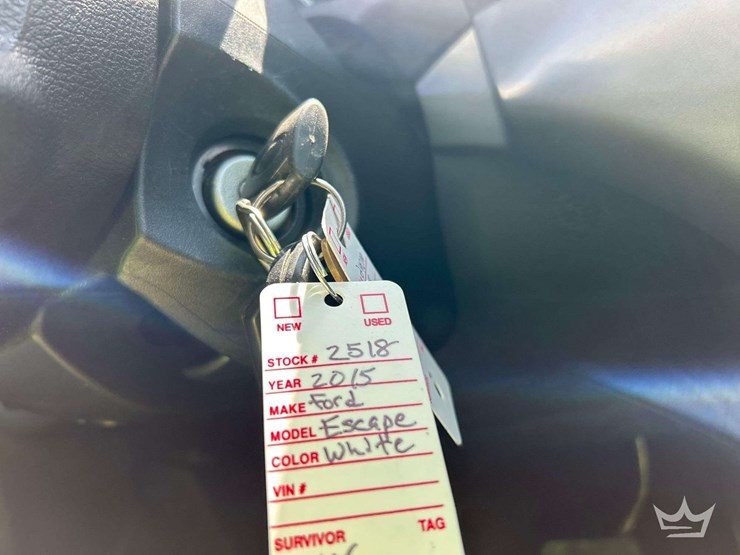 NEW USED
STOCK # 2518
YEAR 2015
MAKE Ford
MODEL Escape
COLOR White
VIN #
SURVIVOR TAG